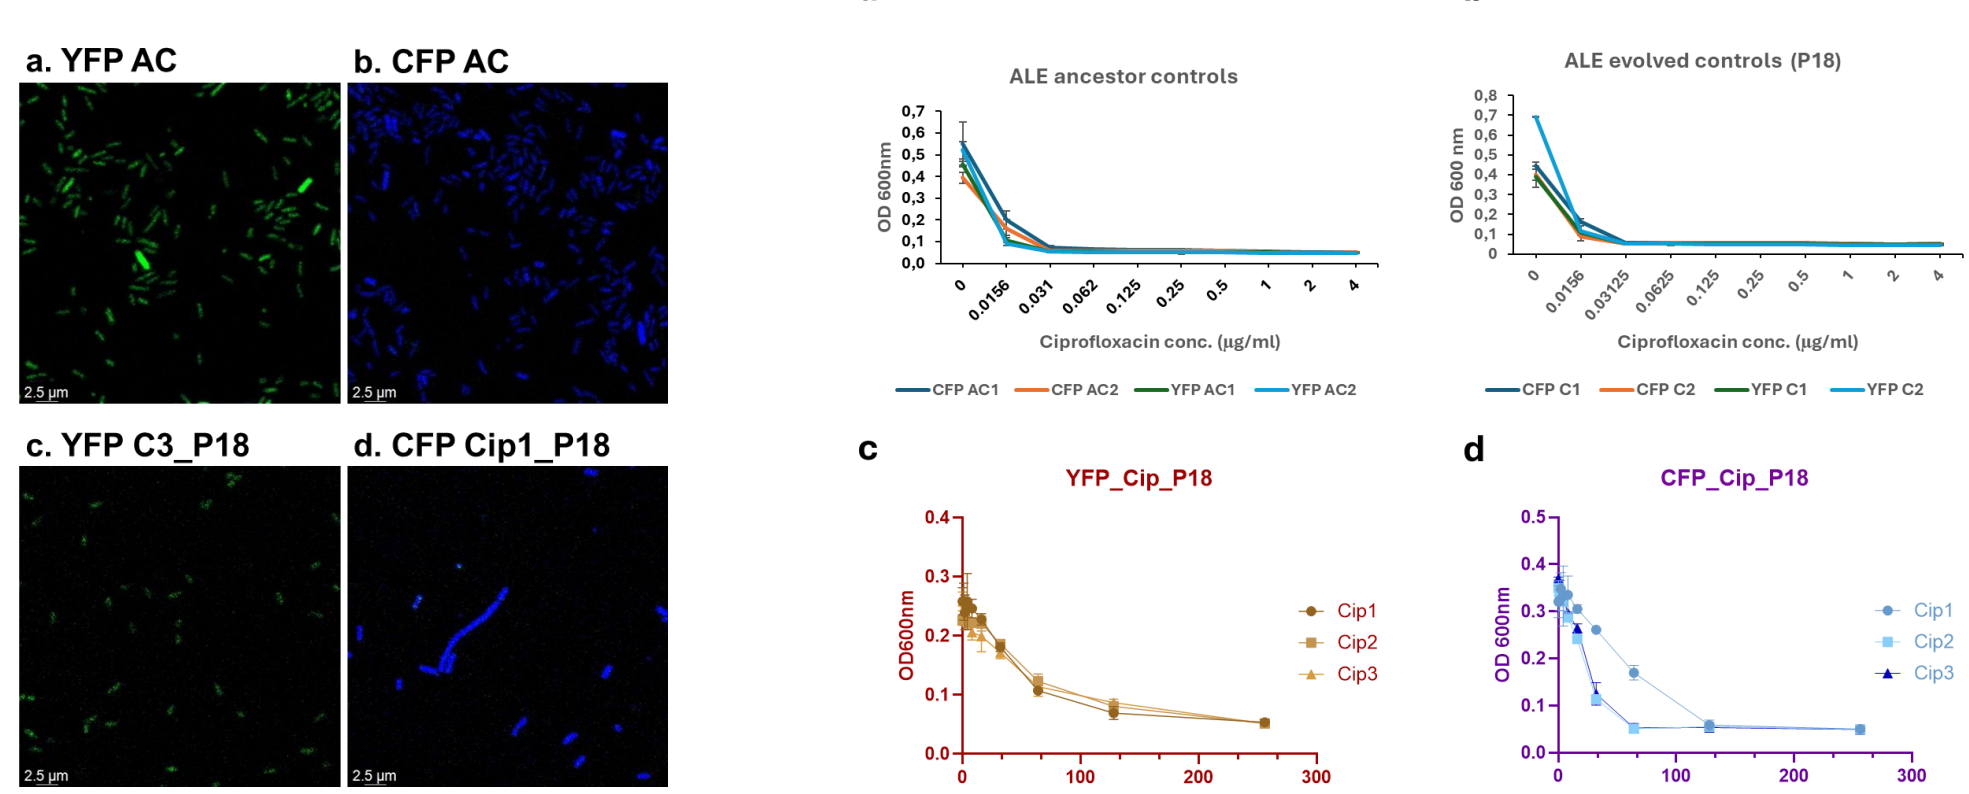 a. YFP AC
b. CFP AC
2.5 µm
2.5 µm
c. YFP C3_P18
d. CFP Cip1_P18
2.5 µm
2.5 µm
ALE ancestor controls
OD 600nm
0,7
0,6
0,5
0,4
0,3
0,2
0,1
0,0
0
0.0156
0.031
0.062
0.125
0.25
0.5
1
2
4
Ciprofloxacin conc. (µg/ml)
CFP AC1 CFP AC2 YFP AC1 YFP AC2
ALE evolved controls (P18)
OD 600 nm
0,8
0,7
0,6
0,5
0,4
0,3
0,2
0,1
0
0
0.0156
0.03125
0.0625
0.125
0.25
0.5
1
2
4
Ciprofloxacin conc. (µg/ml)
CFP C1 CFP C2 YFP C1 YFP C2
c
YFP_Cip_P18
OD600nm
0.4
0.3
0.2
0.1
0.0
0 100 200 300
Cip1
Cip2
Cip3
d
CFP_Cip_P18
OD 600nm
0.5
0.4
0.3
0.2
0.1
0.0
0 100 200 300
Cip1
Cip2
Cip3